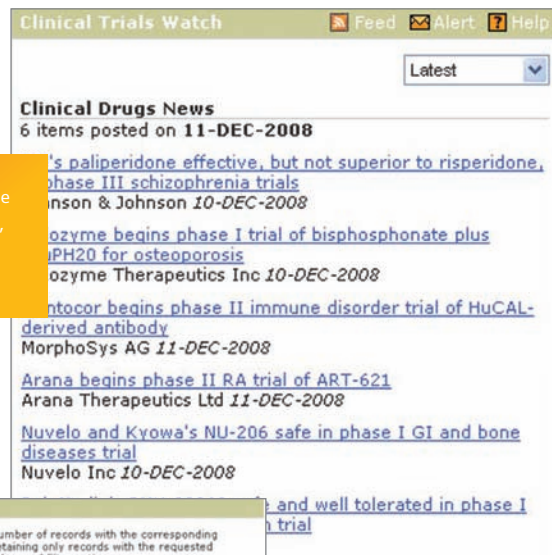 Clinical Trials Watch Feed Alert Help
Latest
Clinical Drugs News
6 items posted on 11-DEC-2008
's paliperidone effective, but not superior to risperidone,
phase III schizophrenia trials
nson & Johnson 10-DEC-2008
ozyme begins phase I trial of bisphosphonate plus
PH20 for osteoporosis
ozyme Therapeutics Inc 10-DEC-2008
ntocor begins phase II immune disorder trial of HuCAL-
derived antibody
MorphoSys AG 11-DEC-2008
Arana begins phase II RA trial of ART-621
Arana Therapeutics Ltd 11-DEC-2008
Nuvelo and Kyowa's NU-206 safe in phase I GI and bone
diseases trial
Nuvelo Inc 10-DEC-2008
and well tolerated in phase I
trial
umber of records with the corresponding
etaining only records with the requested